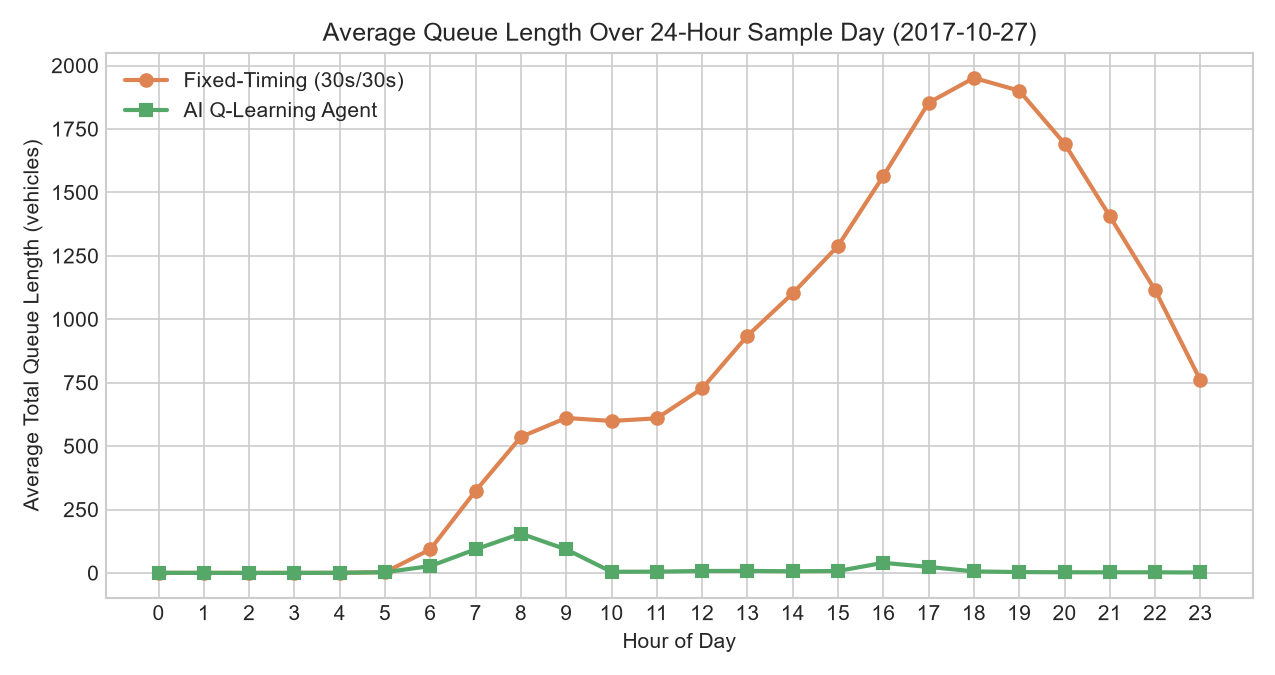 Average Queue Length Over 24-Hour Sample Day (2017-10-27)
Fixed-Timing (30s/30s)
AI Q-Learning Agent
Average Total Queue Length (vehicles)
2000
1750
1500
1250
1000
750
500
250
0
0 1 2 3 4 5 6 7 8 9 10 11 12 13 14 15 16 17 18 19 20 21 22 23
Hour of Day